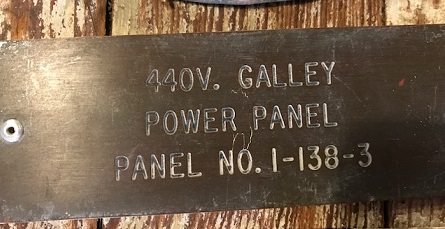 440V. GALLEY
POWER PANEL
PANEL NO. 1-138-3